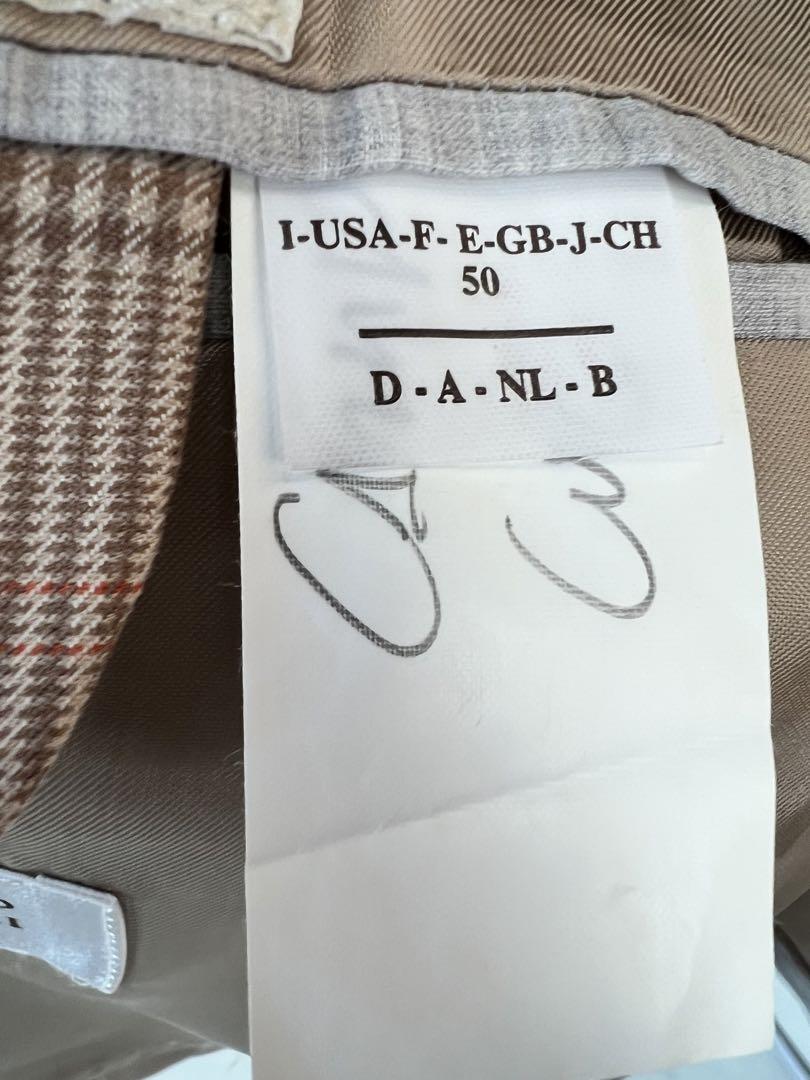 I-USA-F-E-GB-J-CH
50
D - A - NL - B